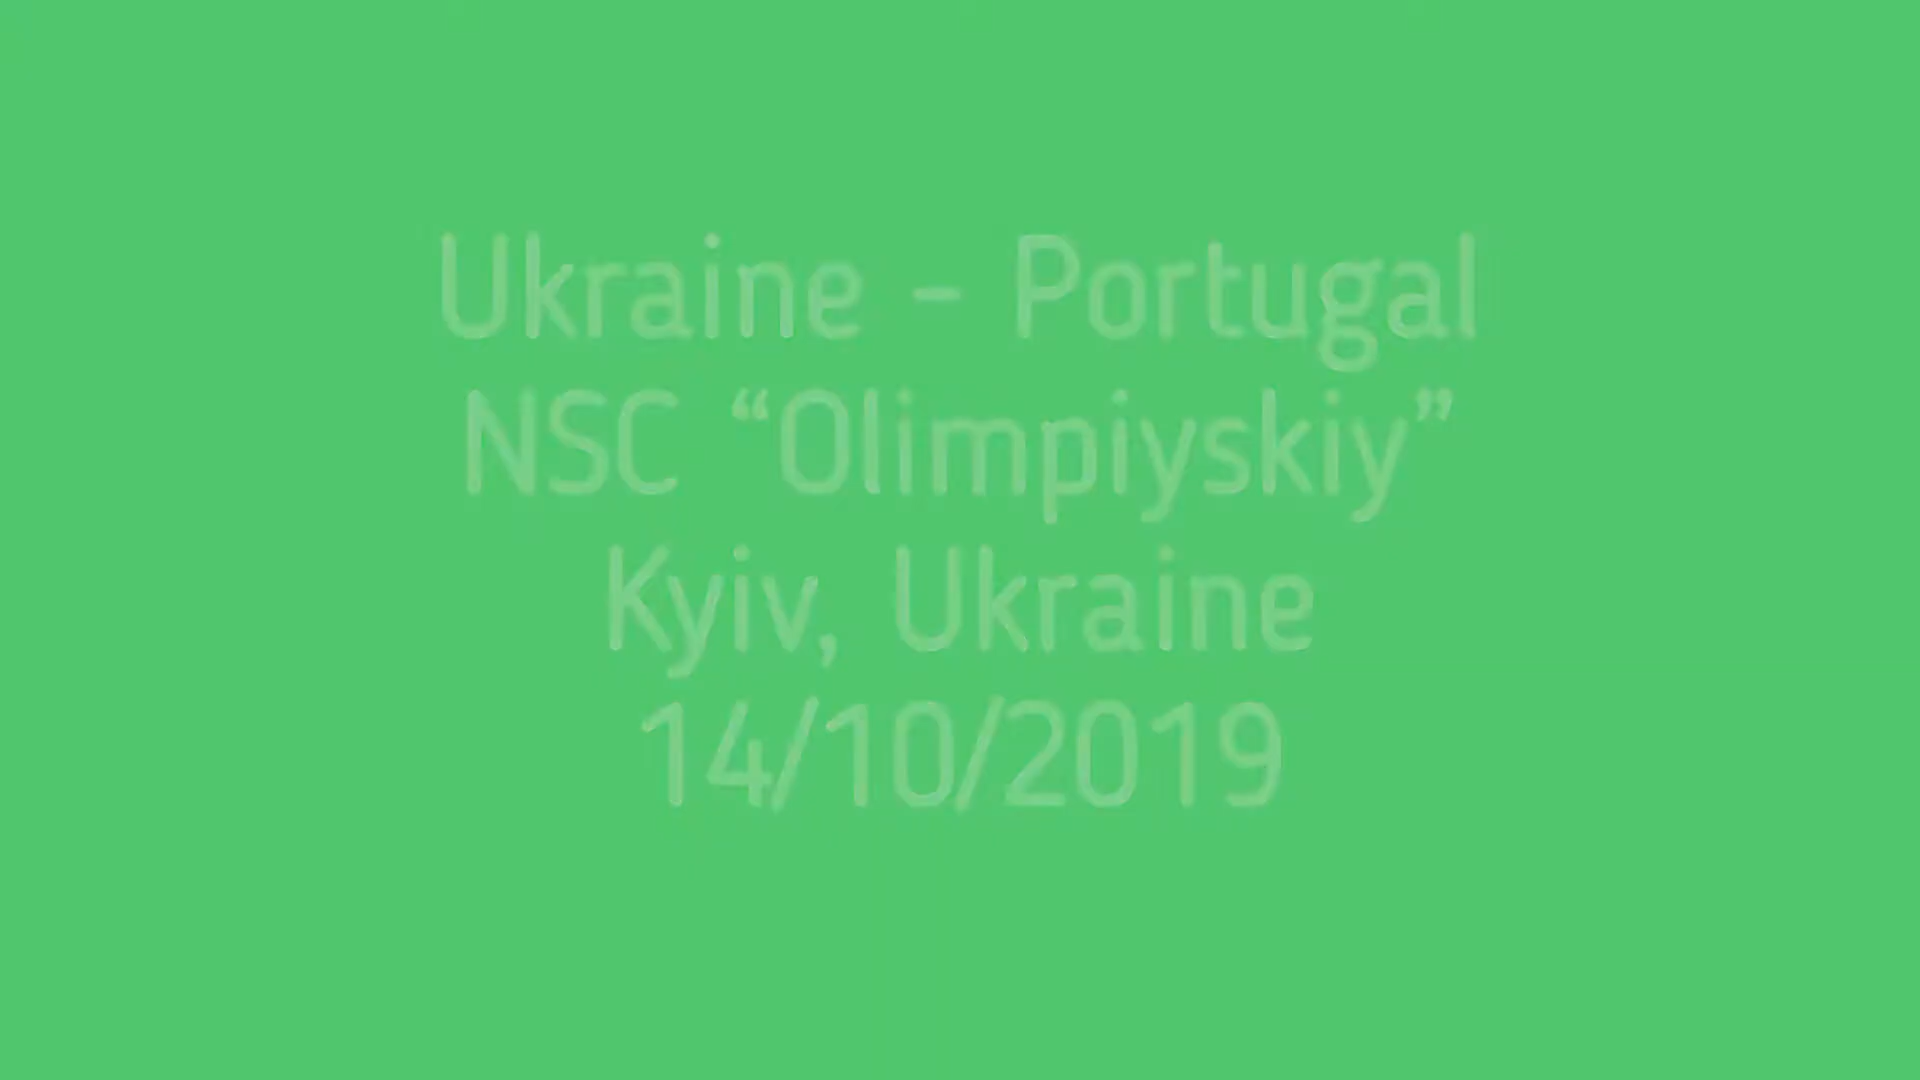 Ukraine – Portugal
NSC “Olimpiyskiy”
Kyiv, Ukraine
14/10/2019